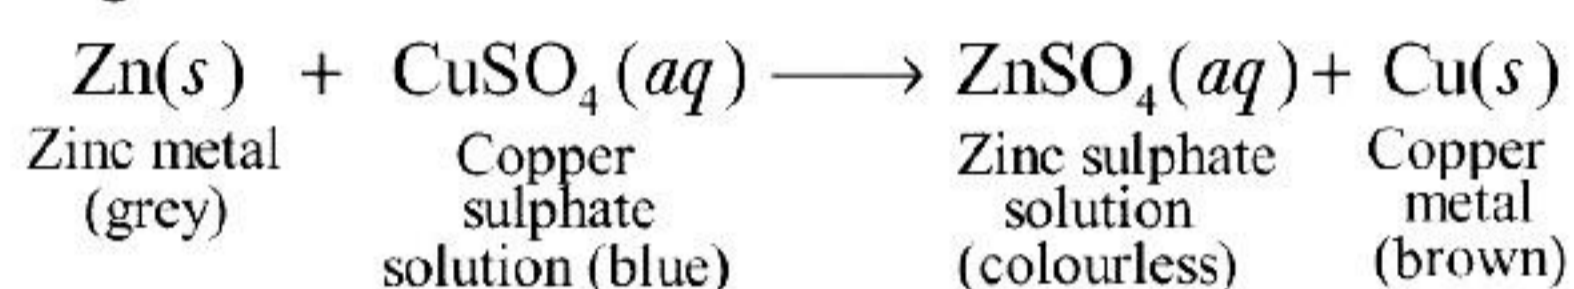 Zn(s) + CuSO₄(aq) ⟶ ZnSO₄(aq) + Cu(s)
Zinc metal Copper Zinc sulphate Copper
(grey) sulphate solution metal
solution (blue) (colourless) (brown)